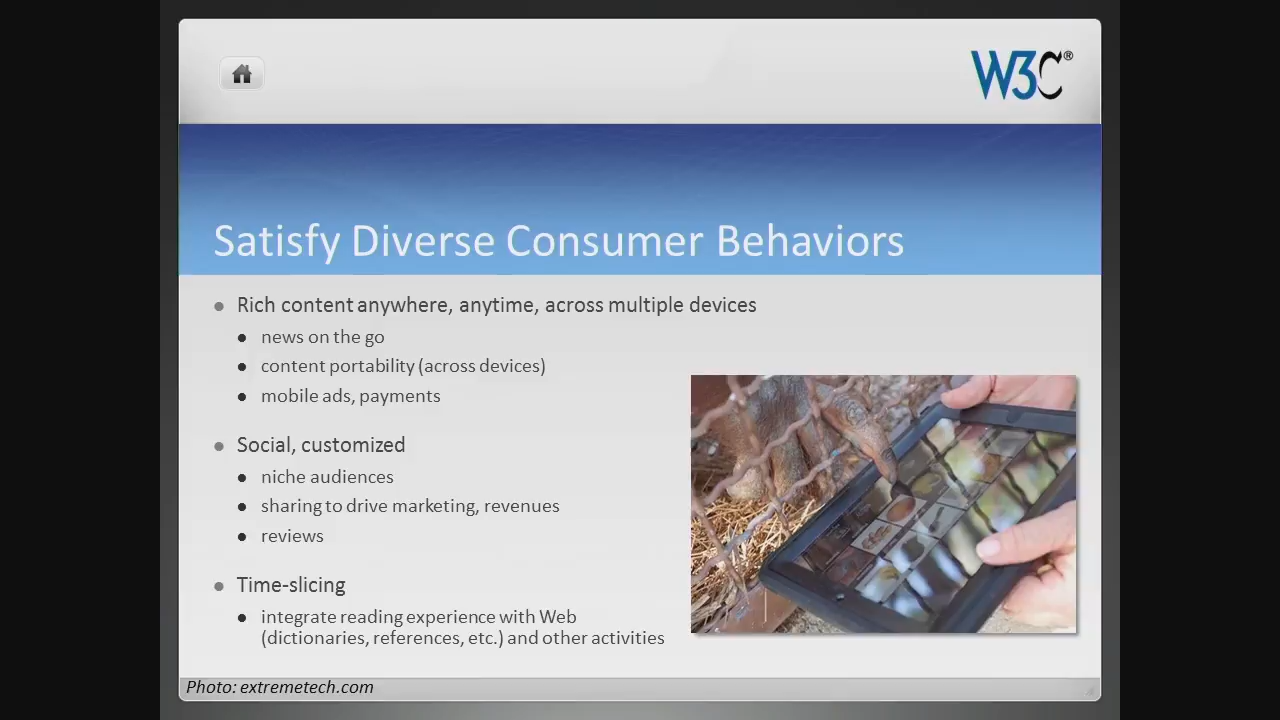 W3C®
Satisfy Diverse Consumer Behaviors
Rich content anywhere, anytime, across multiple devices
news on the go
content portability (across devices)
mobile ads, payments
Social, customized
niche audiences
sharing to drive marketing, revenues
reviews
Time-slicing
integrate reading experience with Web
(dictionaries, references, etc.) and other activities
Photo: extremetech.com